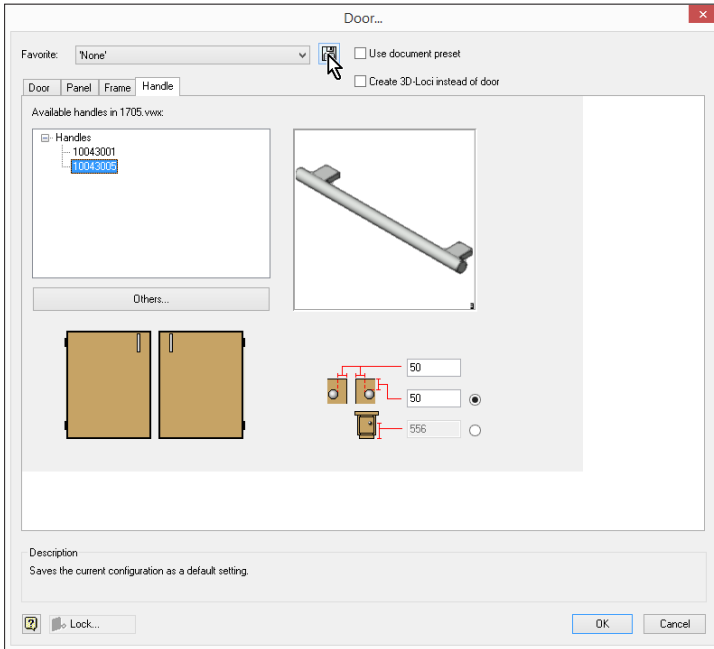 Door...
Favorite: 'None'
Use document preset
Create 3D-Loci instead of door
Door Panel Frame Handle
Available handles in 1705.vwx:
Handles
10043001
10043005
Others...
50
50
556
Description
Saves the current configuration as a default setting.
Lock... OK Cancel